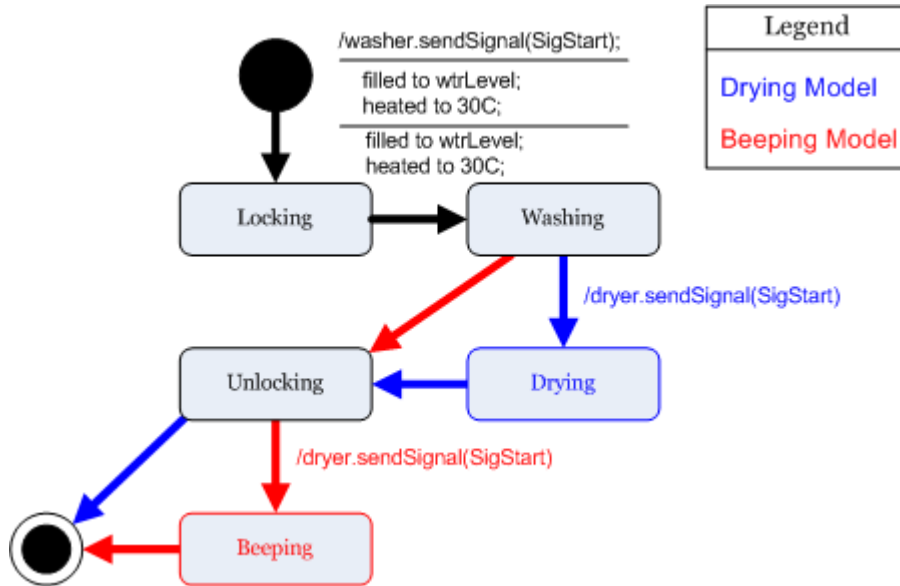 /washer.sendSignal(SigStart);
filled to wtrLevel;
heated to 30C;
filled to wtrLevel;
heated to 30C;
Legend
Drying Model
Beeping Model
Locking
Washing
/dryer.sendSignal(SigStart)
Unlocking
Drying
/dryer.sendSignal(SigStart)
Beeping